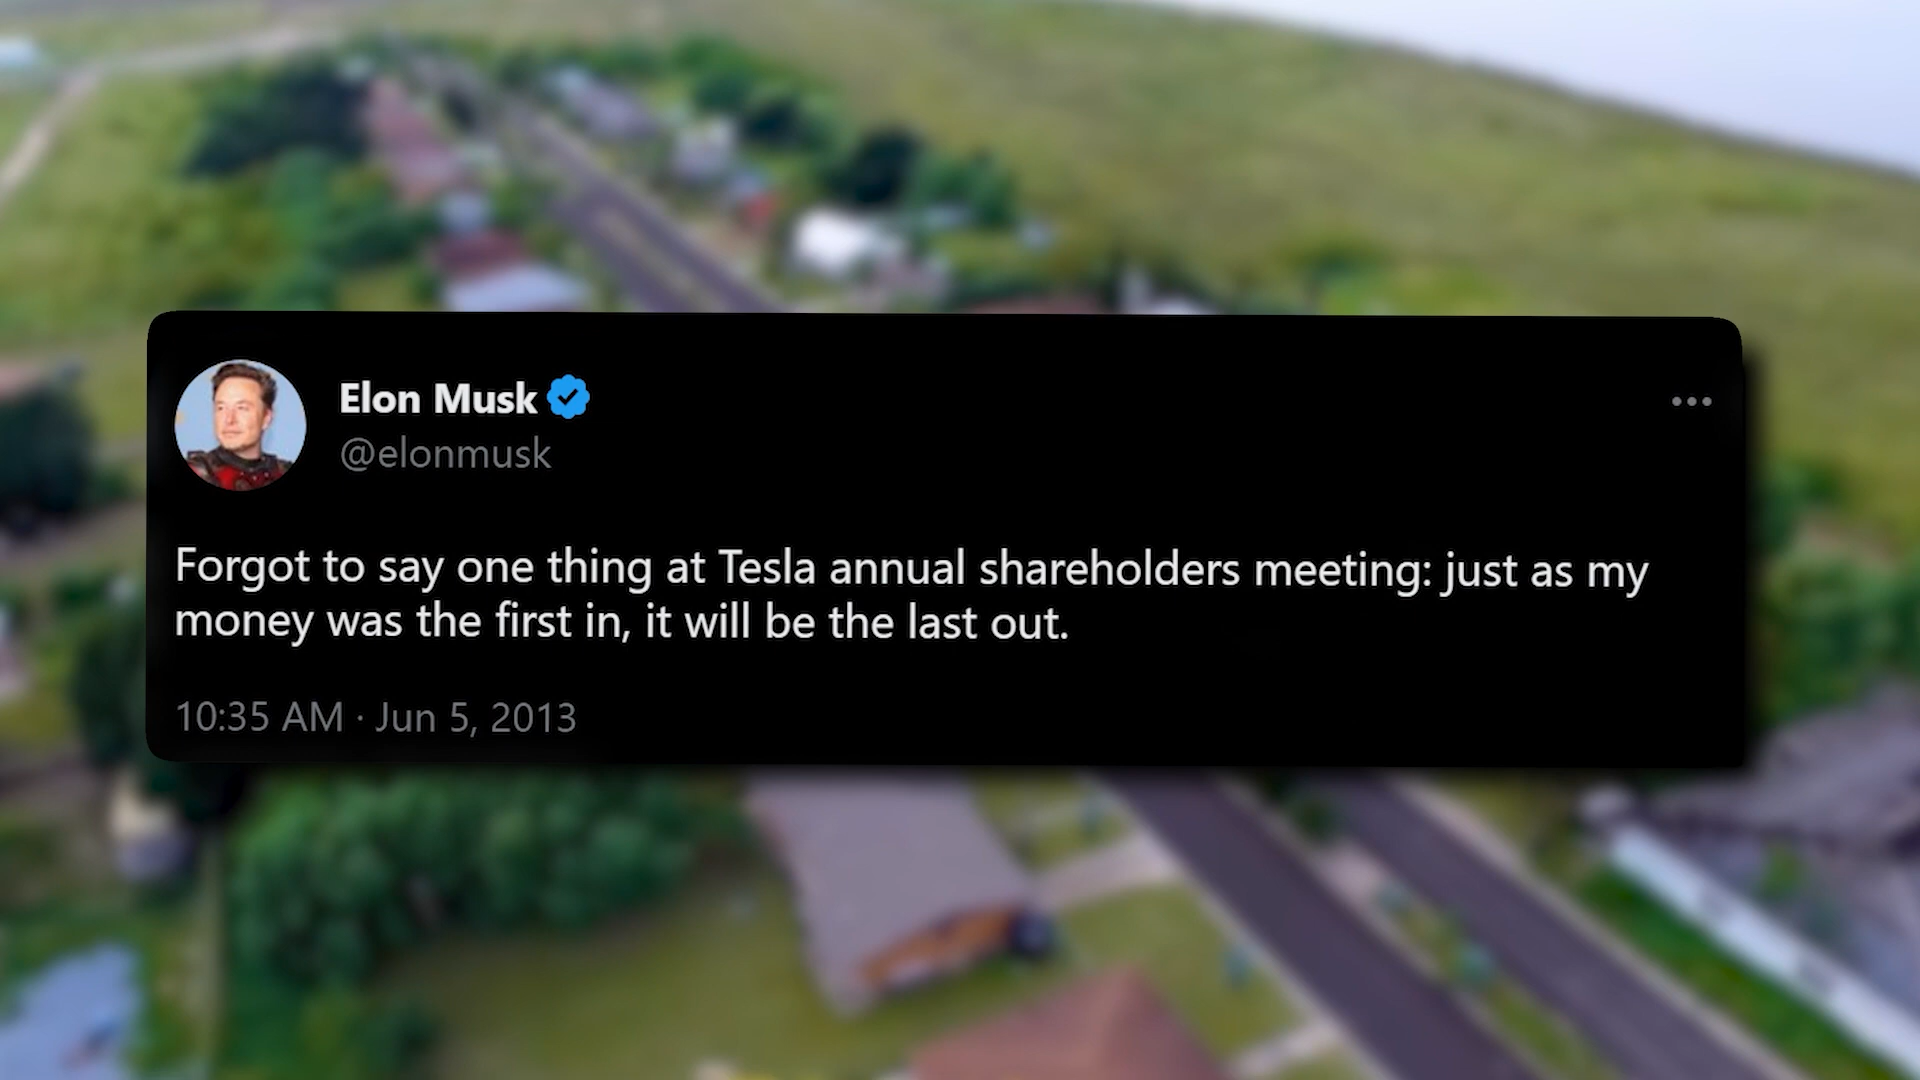 Elon Musk
@elonmusk
Forgot to say one thing at Tesla annual shareholders meeting: just as my
money was the first in, it will be the last out.
10:35 AM · Jun 5, 2013